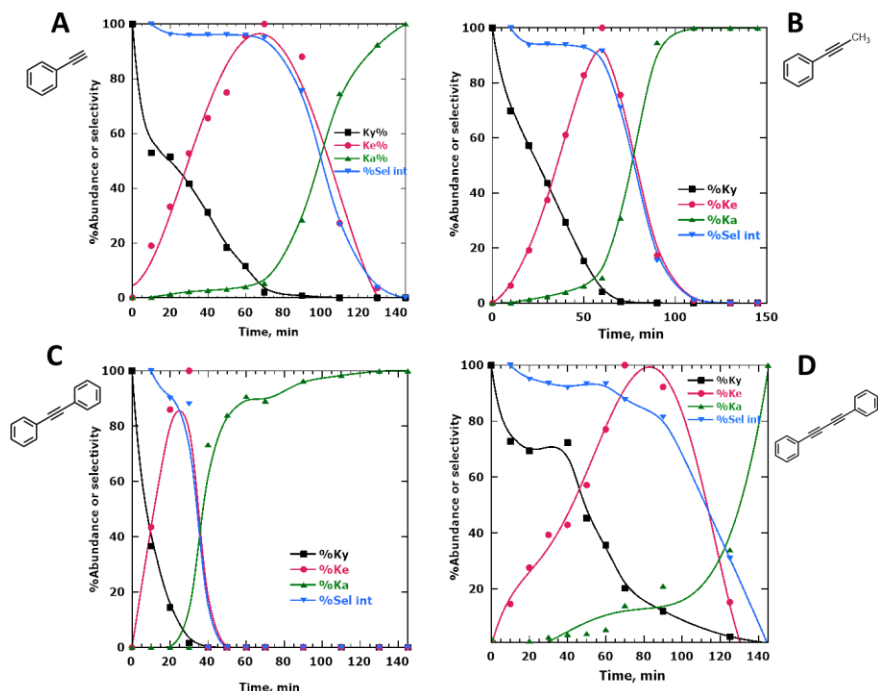 A
100
80
60
40
20
0
%Abundance or selectivity
Ky%
Ke%
Ka%
%Sel int
0 20 40 60 80 100 120 140
Time, min
B
CH₃
100
80
60
40
20
0
%Abundance or selectivity
%Ky
%Ke
%Ka
%Sel int
0 50 100 150
Time, min
C
100
80
60
40
20
0
%Abundance or selectivity
%Ky
%Ke
%Ka
%Sel int
0 20 40 60 80 100 120 140
Time, min
D
100
80
60
40
20
%Abundance or selectivity
%Ky
%Ke
%Ka
%Sel int
0 20 40 60 80 100 120 140
Time, min